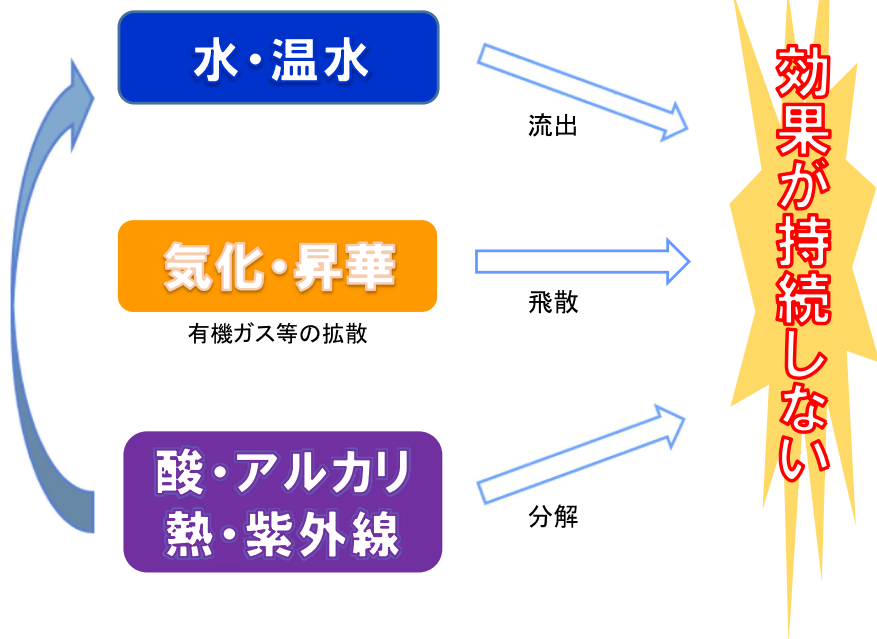 水・温水
流出
気化・昇華
有機ガス等の拡散
飛散
酸・アルカリ
熱・紫外線
分解
効果が持続しない